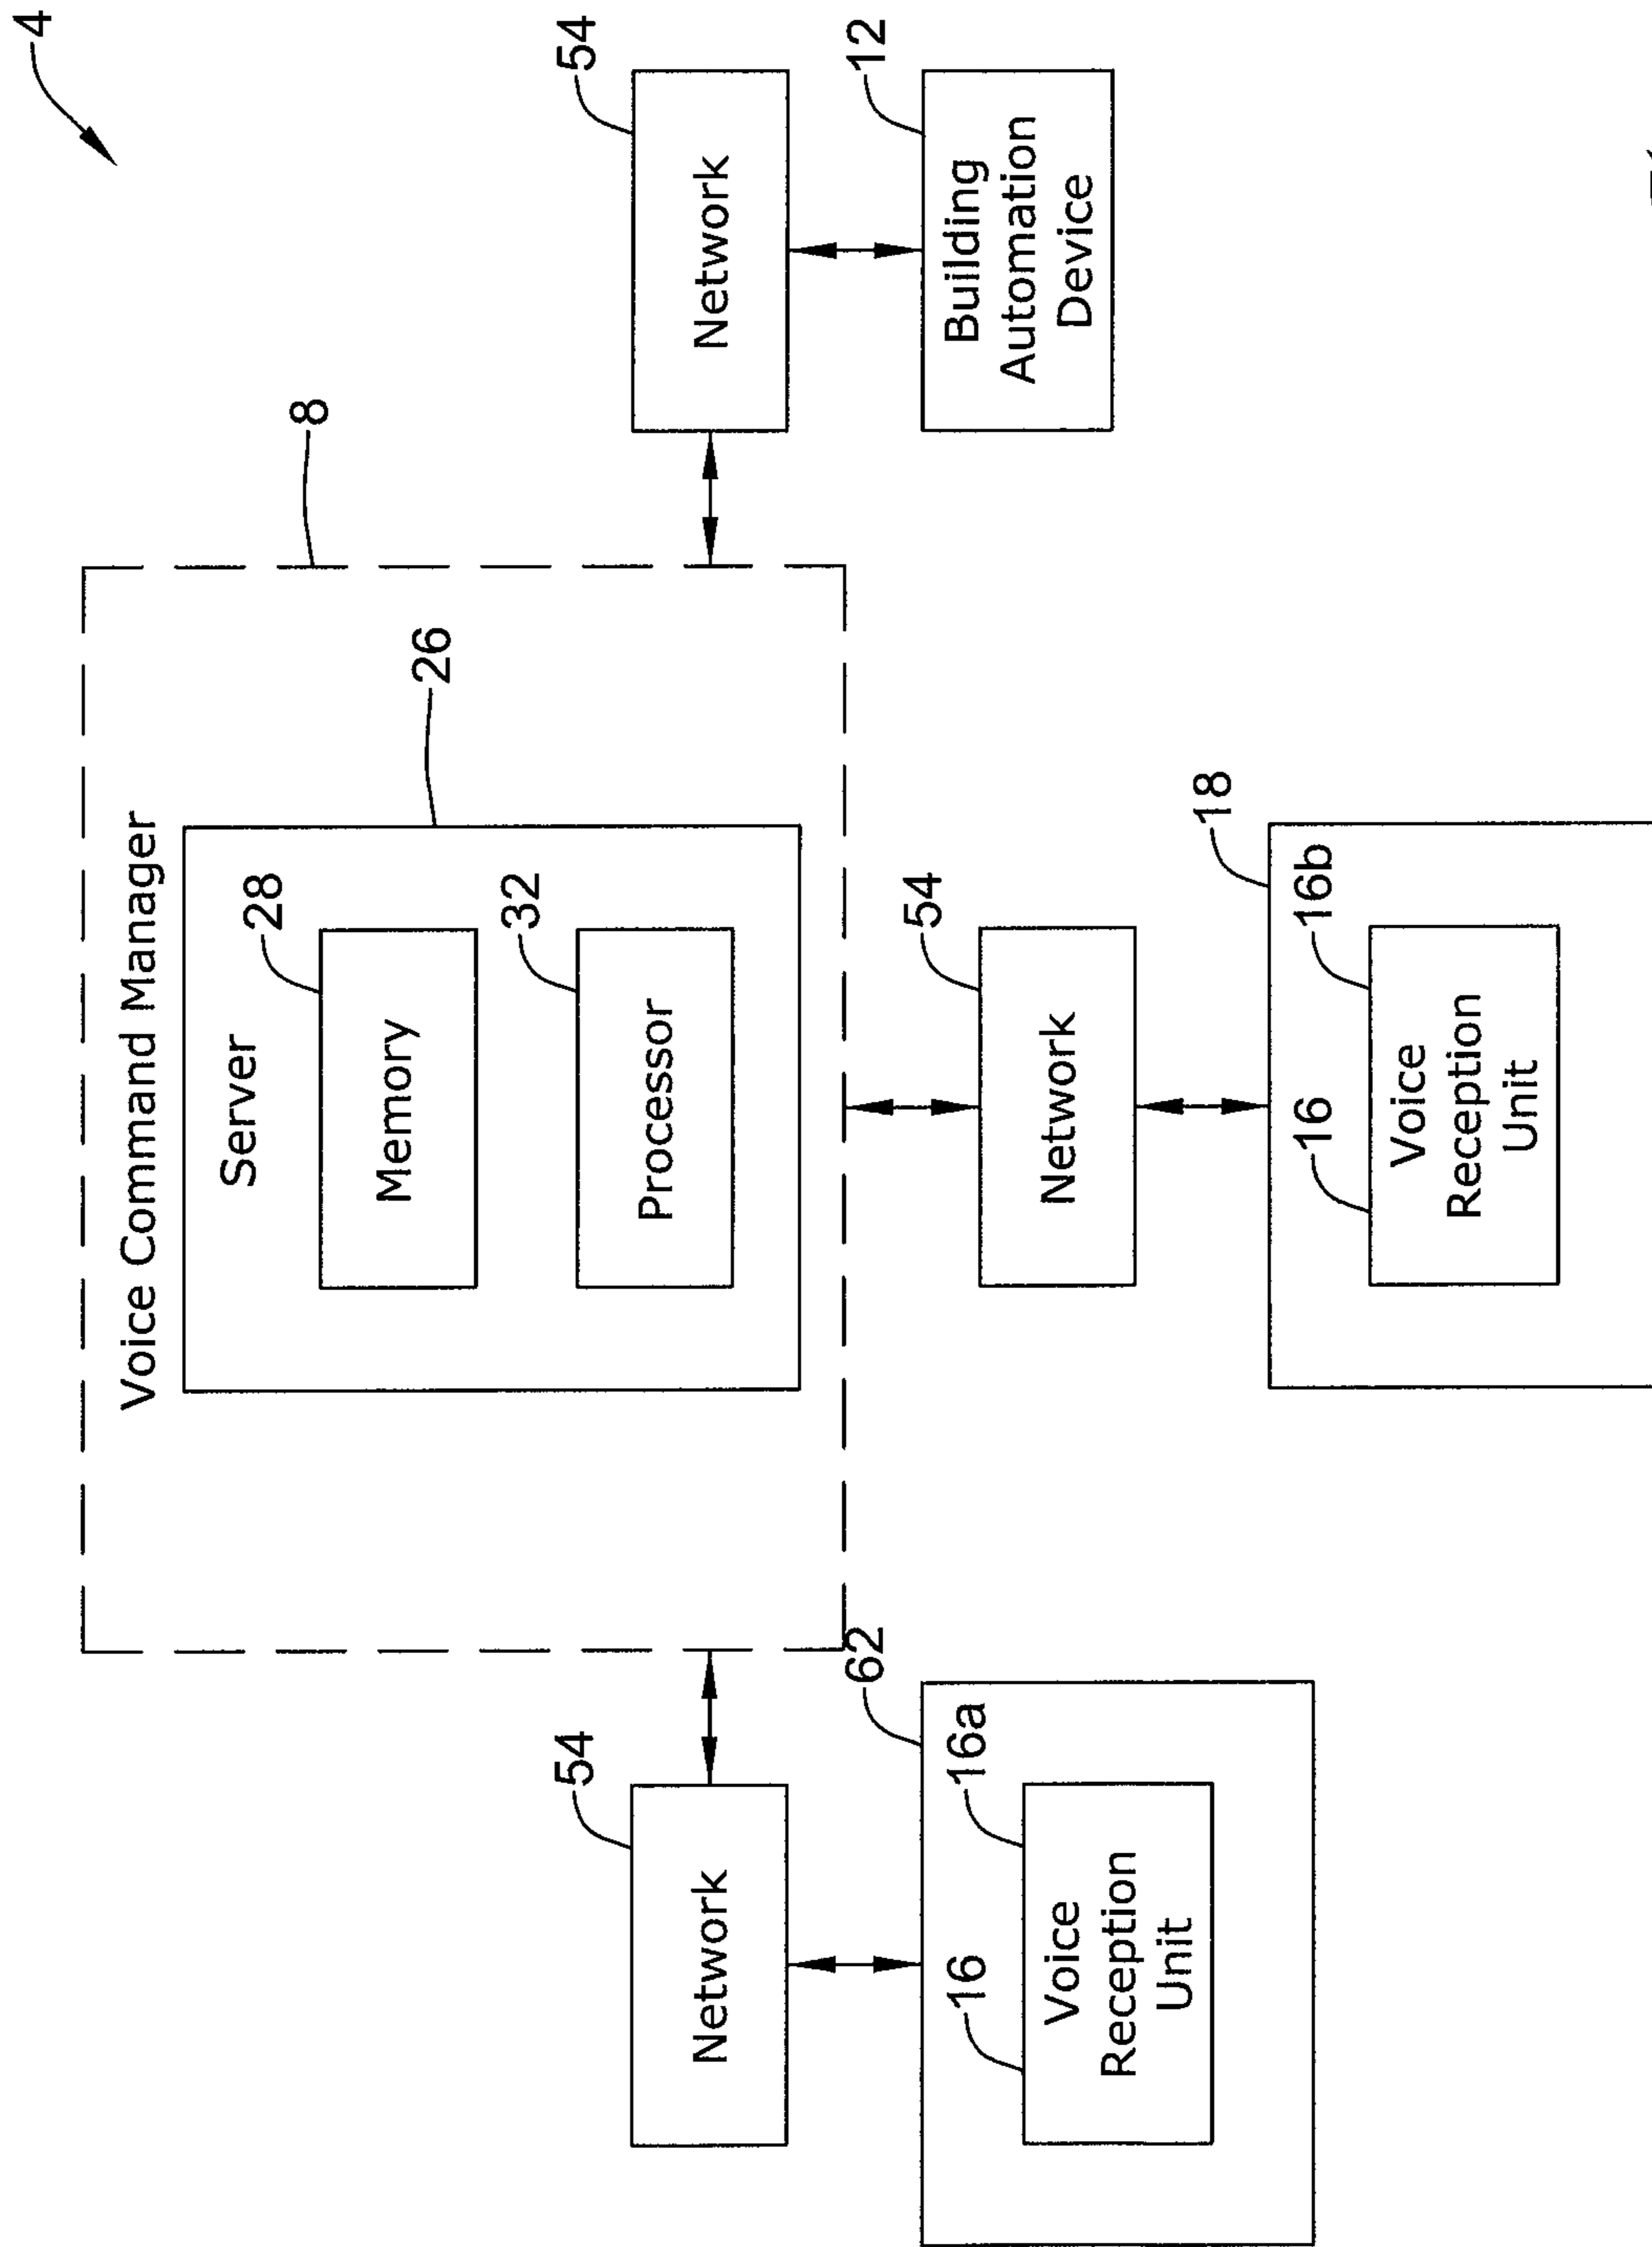 4
8
Voice Command Manager
26
Server
28
Memory
32
Processor
54
Network
54
Network
62
16
16a
Voice
Reception
Unit
12
Building
Automation
Device
54
Network
18
16
16b
Voice
Reception
Unit